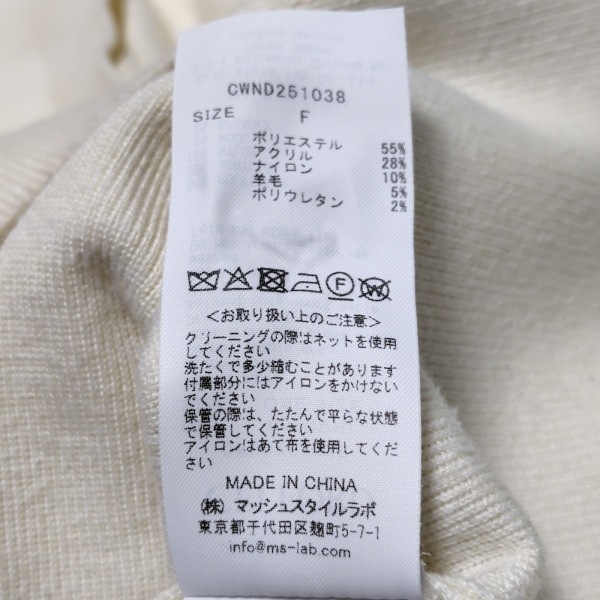 CWND251038
SIZE F
ポリエステル 55%
アクリル 28%
ナイロン 10%
羊毛 5%
ポリウレタン 2%
F W
＜お取り扱い上のご注意＞
クリーニングの際はネットを使用
してください
洗たくで多少縮むことがあります
付属部分にはアイロンをかけない
でください
保管の際は、たたんで平らな状態
で保管してください
アイロンはあて布を使用してくだ
さい
MADE IN CHINA
(株) マッシュスタイルラボ
東京都千代田区麹町5-7-1
info@ms-lab.com